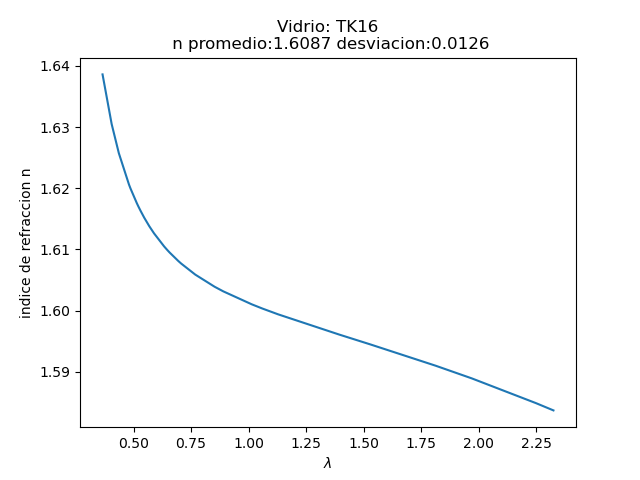 Vidrio: TK16
n promedio:1.6087 desviacion:0.0126
1.64
1.63
1.62
1.61
1.60
1.59
indice de refraccion n
0.50 0.75 1.00 1.25 1.50 1.75 2.00 2.25
λ